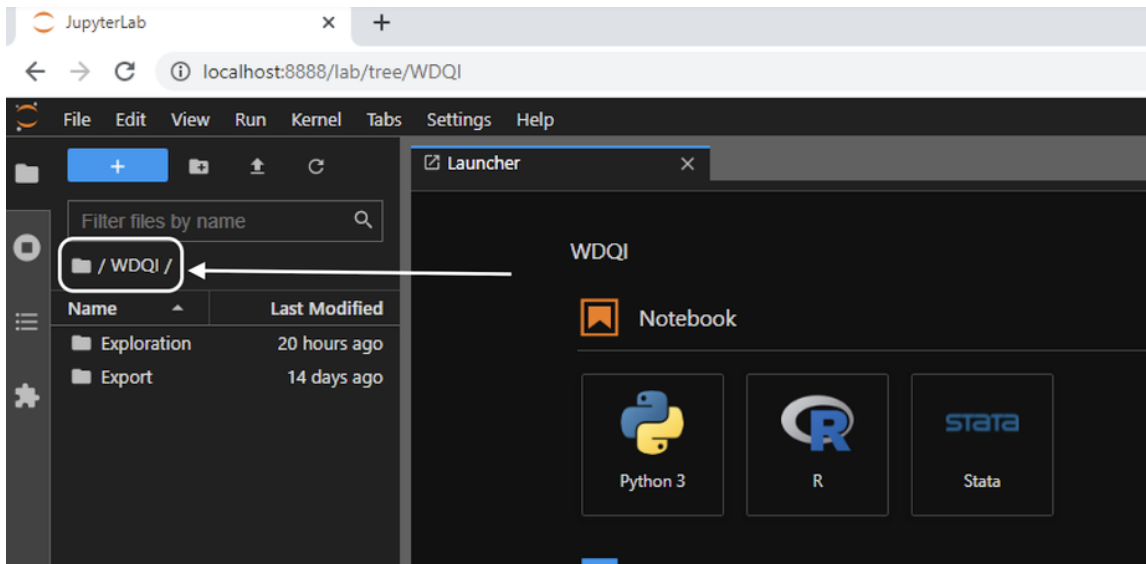 JupyterLab
localhost:8888/lab/tree/WDQI
File Edit View Run Kernel Tabs Settings Help
Launcher
Filter files by name
/ WDQI /
Name Last Modified
Exploration 20 hours ago
Export 14 days ago
WDQI
Notebook
Python 3
R
R
STATA
Stata